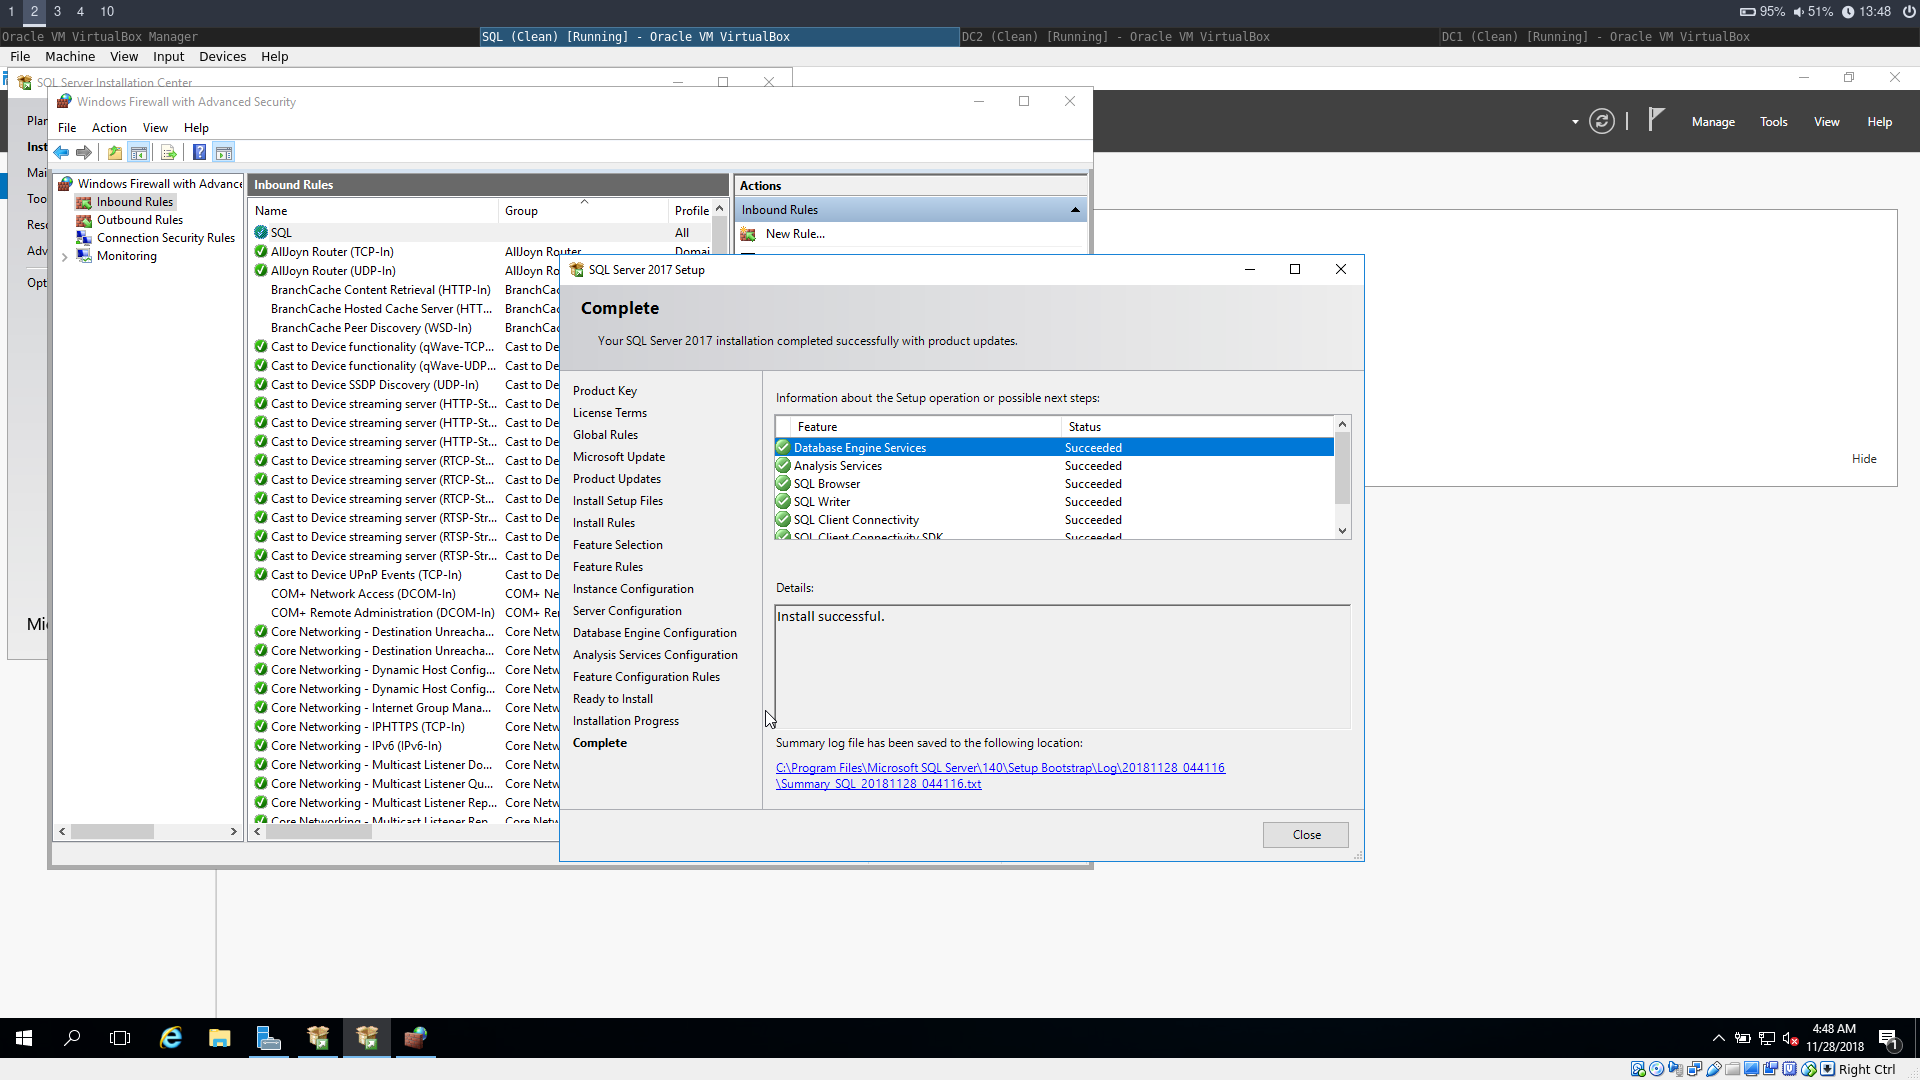 1 2 3 4 10
95% 51% 13:48
Oracle VM VirtualBox Manager
SQL (Clean) [Running] - Oracle VM VirtualBox
DC2 (Clean) [Running] - Oracle VM VirtualBox
DC1 (Clean) [Running] - Oracle VM VirtualBox
File Machine View Input Devices Help
SQL Server Installation Center
Manage Tools View Help
Hide
Windows Firewall with Advanced Security
File Action View Help
Windows Firewall with Advance
Inbound Rules
Outbound Rules
Connection Security Rules
Monitoring
Inbound Rules
Name Group Profile
SQL All
AllJoyn Router (TCP-In) AllJoyn Router Domai
AllJoyn Router (UDP-In) AllJoyn Ro
BranchCache Content Retrieval (HTTP-In) BranchCac
BranchCache Hosted Cache Server (HTT... BranchCac
BranchCache Peer Discovery (WSD-In) BranchCac
Cast to Device functionality (qWave-TCP... Cast to De
Cast to Device functionality (qWave-UDP... Cast to De
Cast to Device SSDP Discovery (UDP-In) Cast to De
Cast to Device streaming server (HTTP-St... Cast to De
Cast to Device streaming server (HTTP-St... Cast to De
Cast to Device streaming server (HTTP-St... Cast to De
Cast to Device streaming server (RTCP-St... Cast to De
Cast to Device streaming server (RTCP-St... Cast to De
Cast to Device streaming server (RTCP-St... Cast to De
Cast to Device streaming server (RTSP-Str... Cast to De
Cast to Device streaming server (RTSP-Str... Cast to De
Cast to Device streaming server (RTSP-Str... Cast to De
Cast to Device UPnP Events (TCP-In) Cast to De
COM+ Network Access (DCOM-In) COM+ Ne
COM+ Remote Administration (DCOM-In) COM+ Re
Core Networking - Destination Unreacha... Core Netw
Core Networking - Destination Unreacha... Core Netw
Core Networking - Dynamic Host Config... Core Netw
Core Networking - Dynamic Host Config... Core Netw
Core Networking - Internet Group Mana... Core Netw
Core Networking - IPHTTPS (TCP-In) Core Netw
Core Networking - IPv6 (IPv6-In) Core Netw
Core Networking - Multicast Listener Do... Core Netw
Core Networking - Multicast Listener Qu... Core Netw
Core Networking - Multicast Listener Rep... Core Netw
Core Networking - Multicast Listener Rep... Core Netw
Actions
Inbound Rules
New Rule...
SQL Server 2017 Setup
Complete
Your SQL Server 2017 installation completed successfully with product updates.
Product Key
License Terms
Global Rules
Microsoft Update
Product Updates
Install Setup Files
Install Rules
Feature Selection
Feature Rules
Instance Configuration
Server Configuration
Database Engine Configuration
Analysis Services Configuration
Feature Configuration Rules
Ready to Install
Installation Progress
Complete
Information about the Setup operation or possible next steps:
Feature Status
Database Engine Services Succeeded
Analysis Services Succeeded
SQL Browser Succeeded
SQL Writer Succeeded
SQL Client Connectivity Succeeded
SQL Client Connectivity SDK Succeeded
Details:
Install successful.
Summary log file has been saved to the following location:
C:\Program Files\Microsoft SQL Server\140\Setup Bootstrap\Log\20181128_044116
\Summary_SQL_20181128_044116.txt
Close
4:48 AM
11/28/2018
1
Right Ctrl